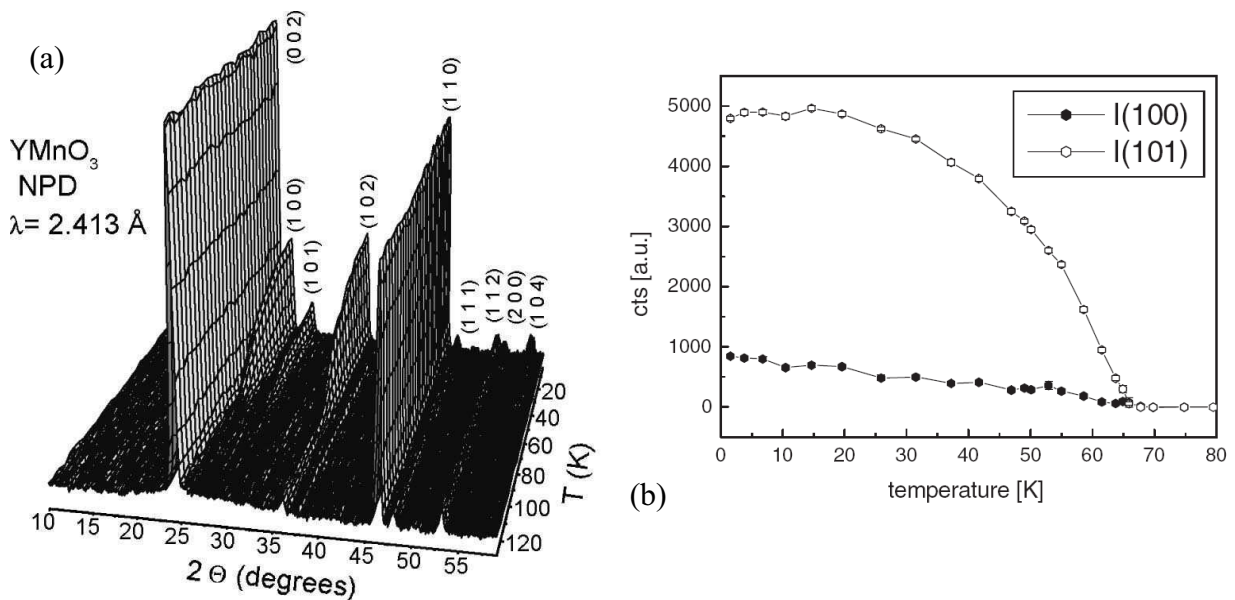 (a)
YMnO3
NPD
λ= 2.413 Å
(0 0 2)
(1 0 0)
(1 0 1)
(1 0 2)
(1 1 0)
(1 1 1)
(1 1 2)
(2 0 0)
(1 0 4)
20
40
60
80
100
120
T (K)
10 15 20 25 30 35 40 45 50 55
2 Θ (degrees)
I(100)
I(101)
5000
4000
3000
2000
1000
0
cts [a.u.]
0 10 20 30 40 50 60 70 80
temperature [K]
(b)